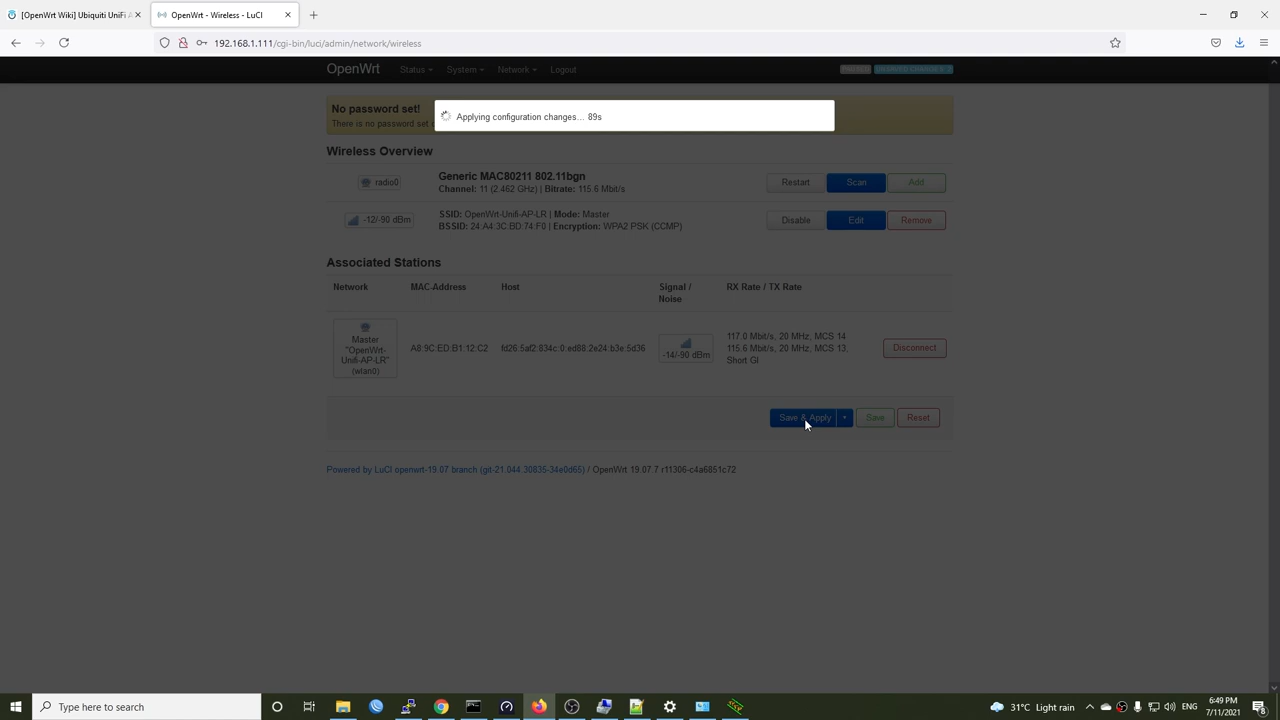 [OpenWrt Wiki] Ubiquiti UniFi A
OpenWrt - Wireless - LuCI
192.168.1.111/cgi-bin/luci/admin/network/wireless
OpenWrt Status System Network Logout
UNSAVED CHANGES: 2
No password set!
There is no password set
Applying configuration changes... 89s
Wireless Overview
radio0
Generic MAC80211 802.11bgn
Channel: 11 (2.462 GHz) | Bitrate: 115.6 Mbit/s
Restart Scan Add
-12/-90 dBm
SSID: OpenWrt-Unifi-AP-LR | Mode: Master
BSSID: 24:A4:3C:BD:74:F0 | Encryption: WPA2 PSK (CCMP)
Disable Edit Remove
Associated Stations
Network MAC-Address Host Signal / Noise RX Rate / TX Rate
Master
"OpenWrt-
Unifi-AP-LR"
(wlan0)
A8:9C:ED:B1:12:C2
fd26:5af2:834c:0:ed88:2e24:b3e:5d36
-14/-90 dBm
117.0 Mbit/s, 20 MHz, MCS 14
115.6 Mbit/s, 20 MHz, MCS 13,
Short GI
Disconnect
Save & Apply Save Reset
Powered by LuCI openwrt-19.07 branch (git-21.044.30835-34e0d65) / OpenWrt 19.07.7 r11306-c4a6851c72
Type here to search
31°C Light rain
ENG
6:49 PM
7/11/2021
8